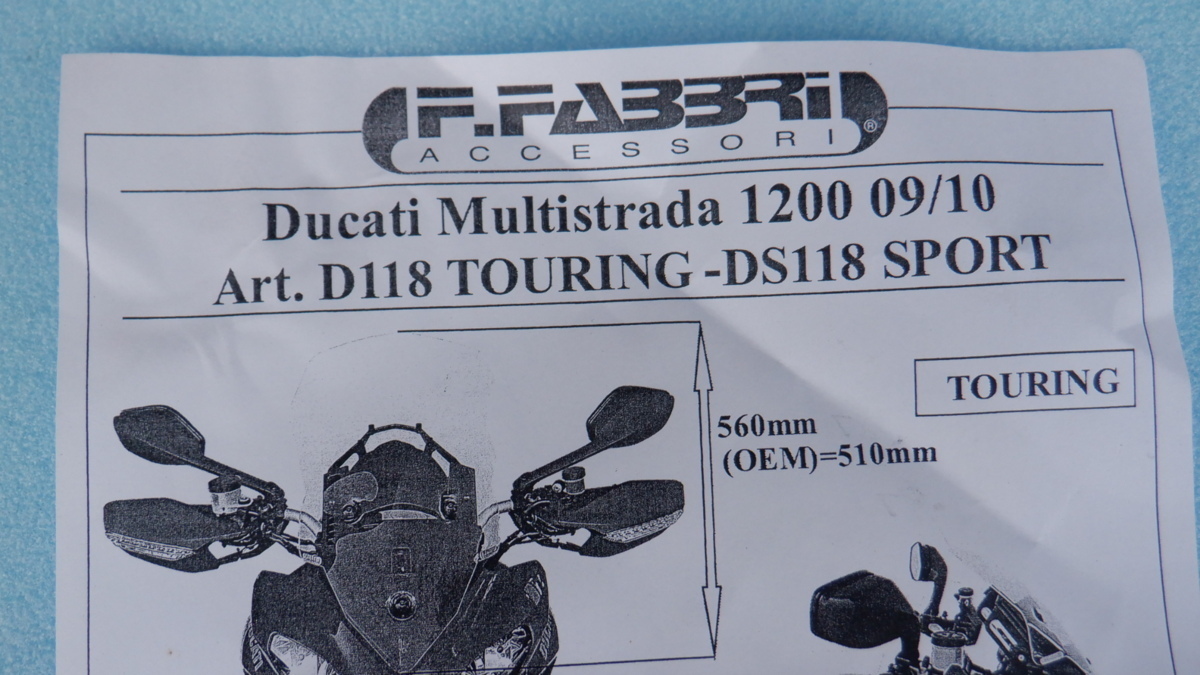 F.FABBRI
ACCESSORI ®
Ducati Multistrada 1200 09/10
Art. D118 TOURING -DS118 SPORT
TOURING
560mm
(OEM)=510mm